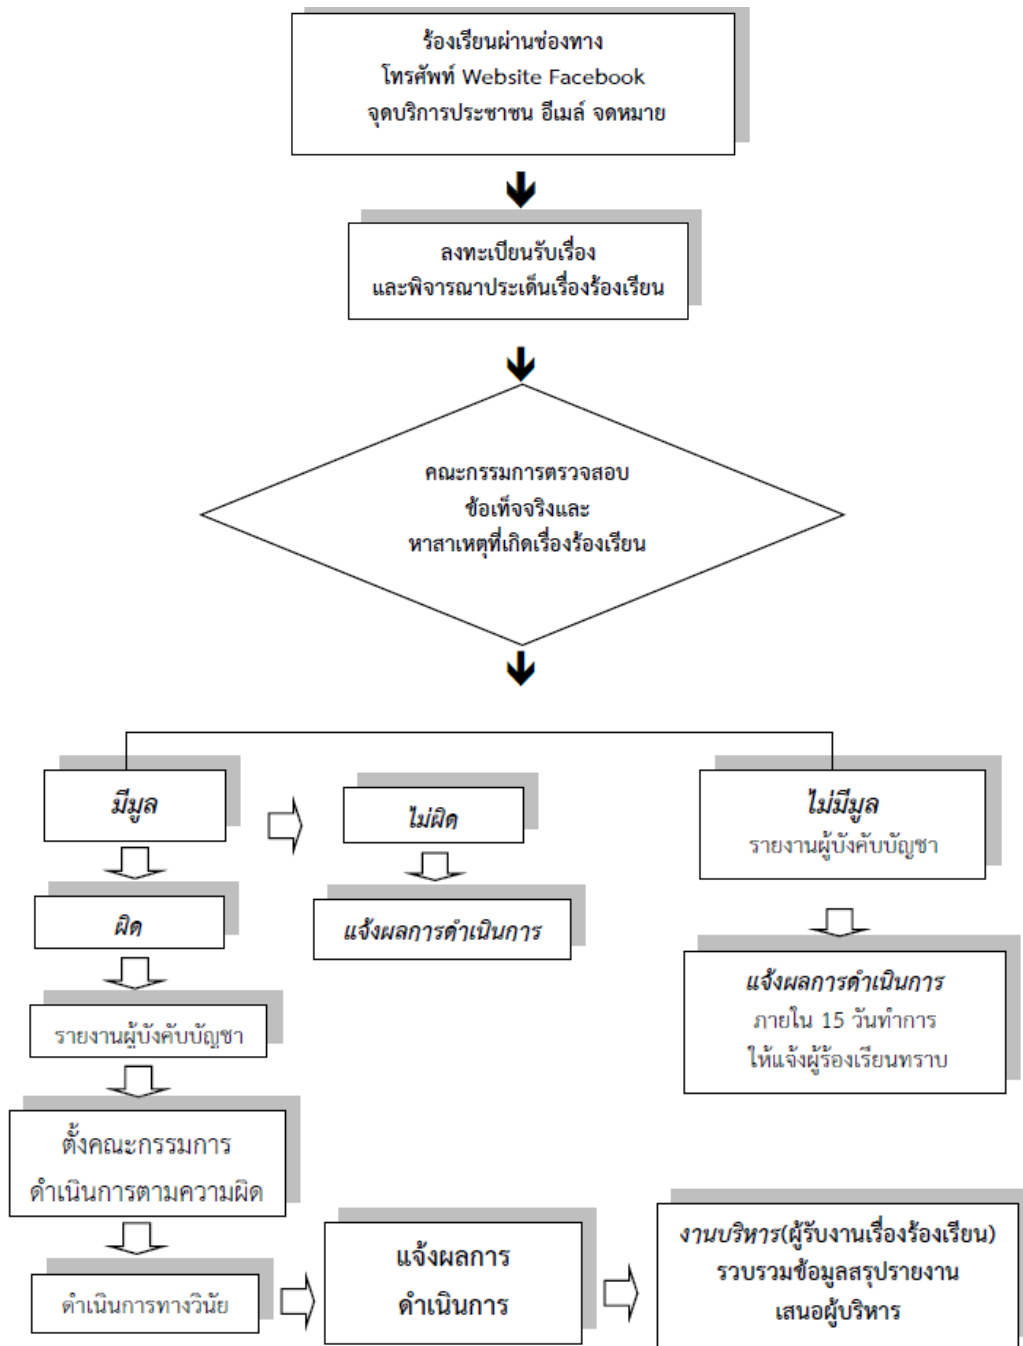 ร้องเรียนผ่านช่องทาง
โทรศัพท์ Website Facebook
จุดบริการประชาชน อีเมล์ จดหมาย
ลงทะเบียนรับเรื่อง
และพิจารณาประเด็นเรื่องร้องเรียน
คณะกรรมการตรวจสอบ
ข้อเท็จจริงและ
หาสาเหตุที่เกิดเรื่องร้องเรียน
มีมูล
ไม่ผิด
ไม่มีมูล
รายงานผู้บังคับบัญชา
ผิด
แจ้งผลการดำเนินการ
แจ้งผลการดำเนินการ
ภายใน 15 วันทำการ
ให้แจ้งผู้ร้องเรียนทราบ
รายงานผู้บังคับบัญชา
ตั้งคณะกรรมการ
ดำเนินการตามความผิด
ดำเนินการทางวินัย
แจ้งผลการ
ดำเนินการ
งานบริหาร(ผู้รับงานเรื่องร้องเรียน)
รวบรวมข้อมูลสรุปรายงาน
เสนอผู้บริหาร